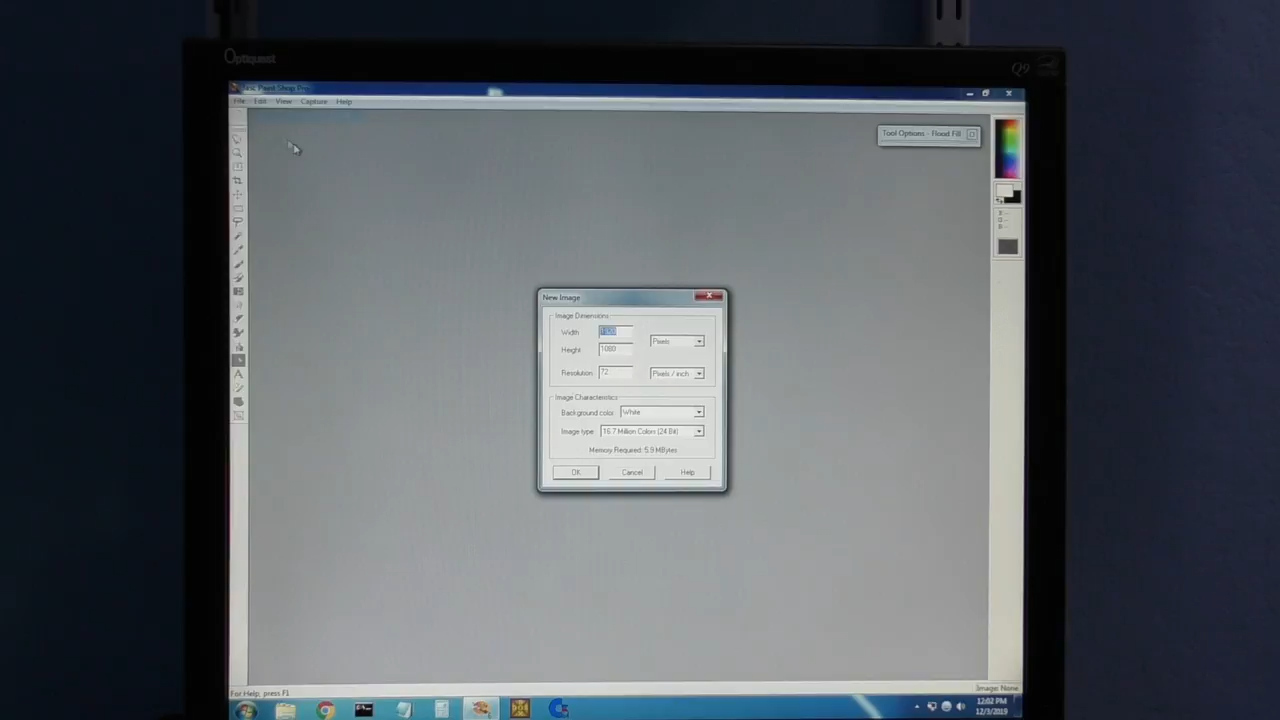 Optiquest
Q9
Jasc Paint Shop Pro
File Edit View Capture Help
Tool Options - Flood Fill
New Image
Image Dimensions
Width 1920
Height 1080
Pixels
Resolution 72
Pixels / inch
Image Characteristics
Background color: White
Image type: 16.7 Million Colors (24 Bit)
Memory Required: 5.9 MBytes
OK Cancel Help
For Help, press F1
Image: None
12:02 PM
12/3/2019